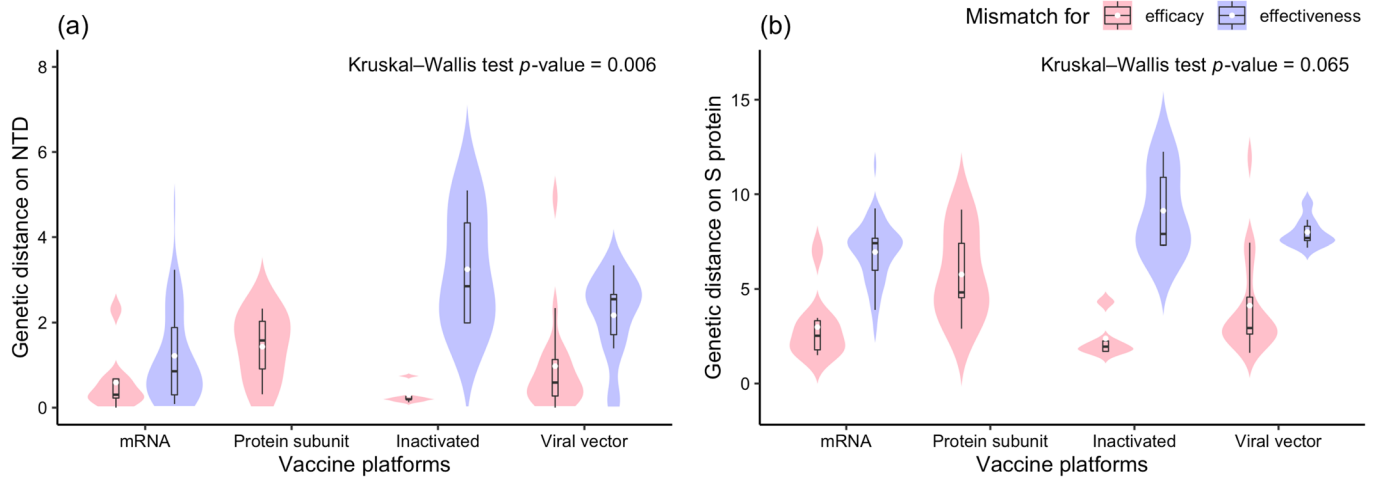 Mismatch for efficacy effectiveness
(a)
Kruskal–Wallis test p-value = 0.006
Genetic distance on NTD
8
6
4
2
0
mRNA Protein subunit Inactivated Viral vector
Vaccine platforms
(b)
Kruskal–Wallis test p-value = 0.065
Genetic distance on S protein
15
10
5
0
mRNA Protein subunit Inactivated Viral vector
Vaccine platforms